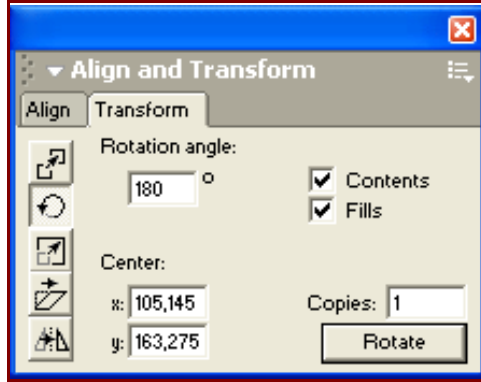 Align and Transform
Align Transform
Rotation angle:
180 °
Contents
Fills
Center:
x: 105,145
Copies: 1
y: 163,275
Rotate